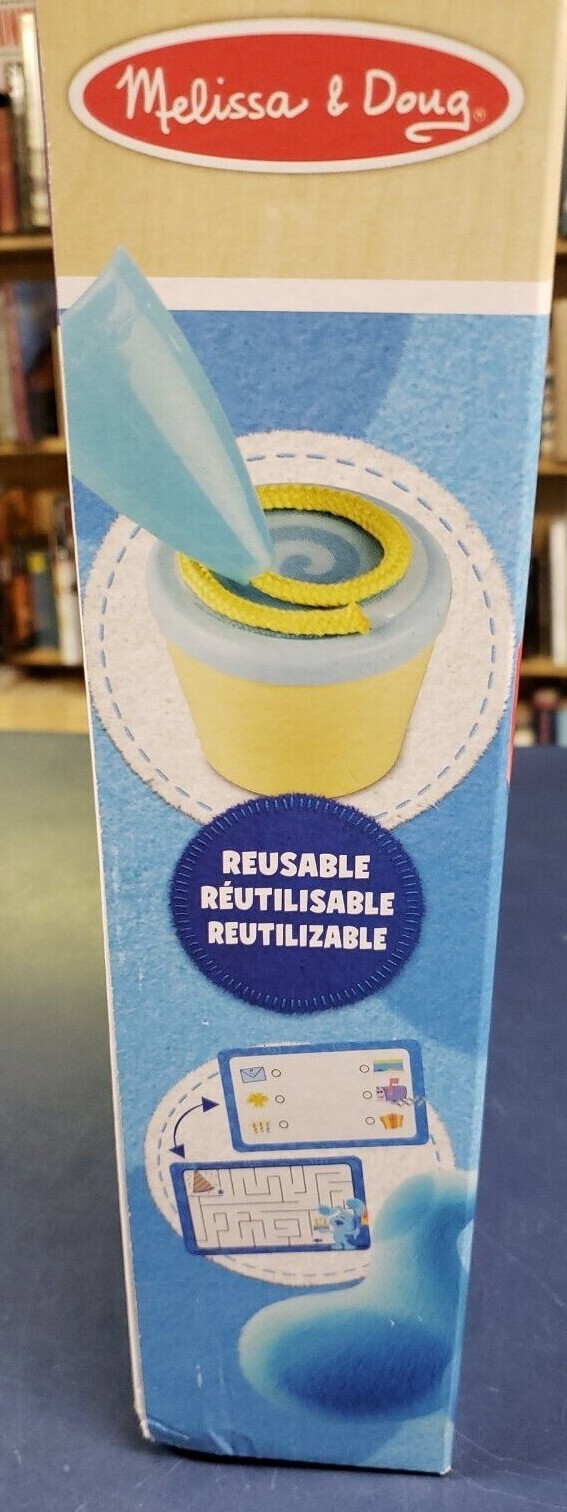 Melissa & Doug®
REUSABLE
RÉUTILISABLE
REUTILIZABLE